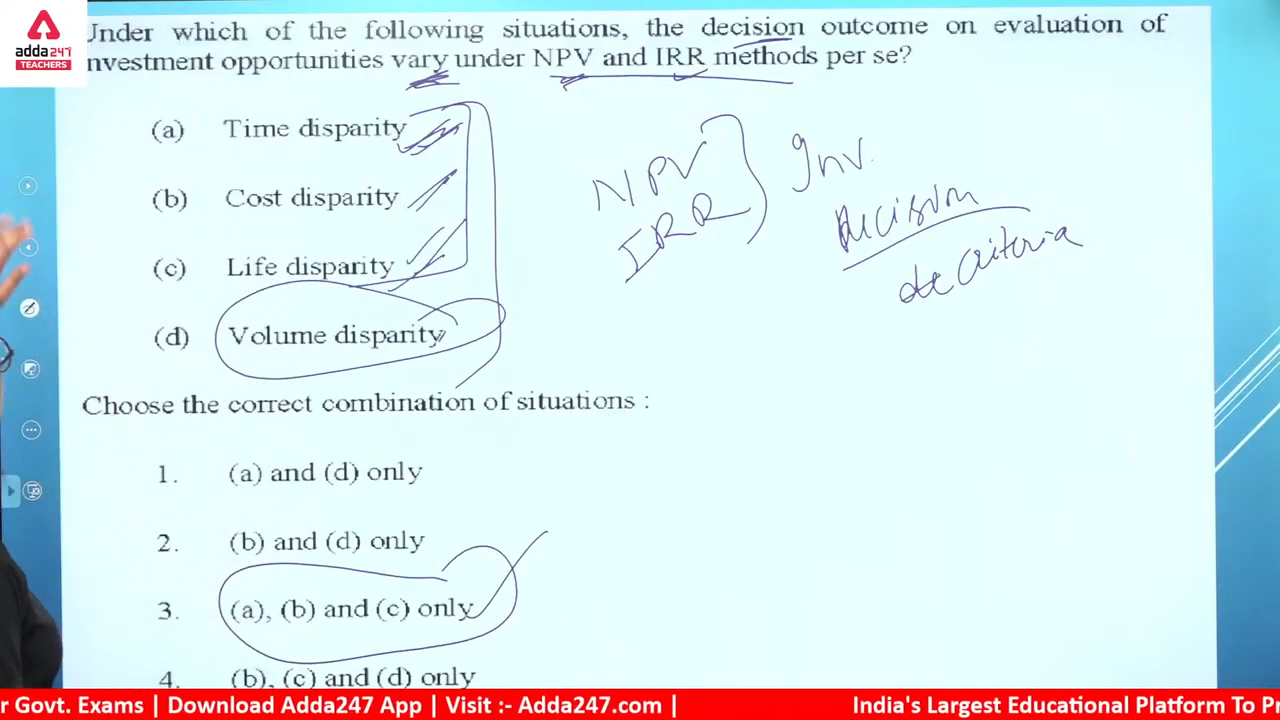 adda247
TEACHERS
Under which of the following situations, the decision outcome on evaluation of
investment opportunities vary under NPV and IRR methods per se?
(a) Time disparity
(b) Cost disparity
(c) Life disparity
(d) Volume disparity
NPV
IRR
Inv.
Decision
criteria
Choose the correct combination of situations :
1. (a) and (d) only
2. (b) and (d) only
3. (a), (b) and (c) only
4. (b), (c) and (d) only
r Govt. Exams | Download Adda247 App | Visit :- Adda247.com | India's Largest Educational Platform To Pr